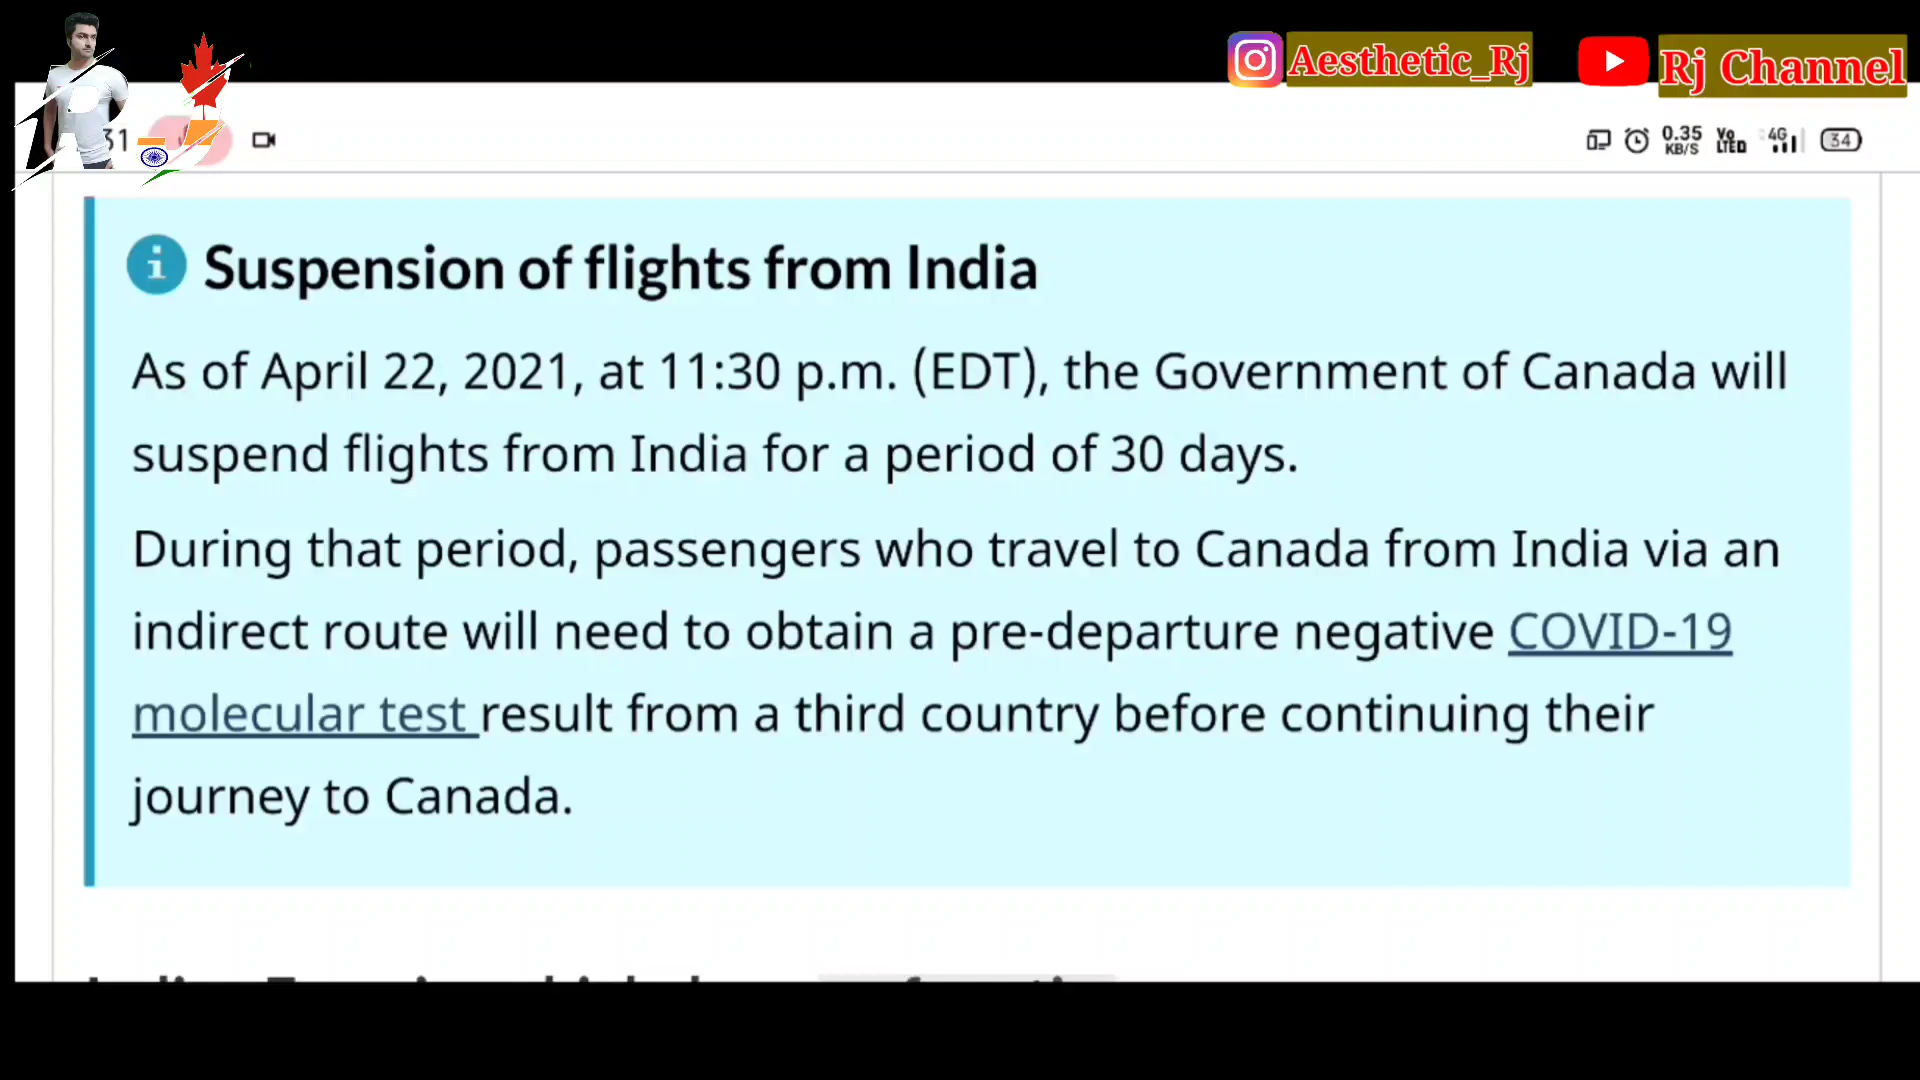 Aesthetic_Rj
Rj Channel
31
0.35
KB/S
Vo
LTED
4G
34
i
Suspension of flights from India
As of April 22, 2021, at 11:30 p.m. (EDT), the Government of Canada will
suspend flights from India for a period of 30 days.
During that period, passengers who travel to Canada from India via an
indirect route will need to obtain a pre-departure negative COVID-19
molecular test result from a third country before continuing their
journey to Canada.